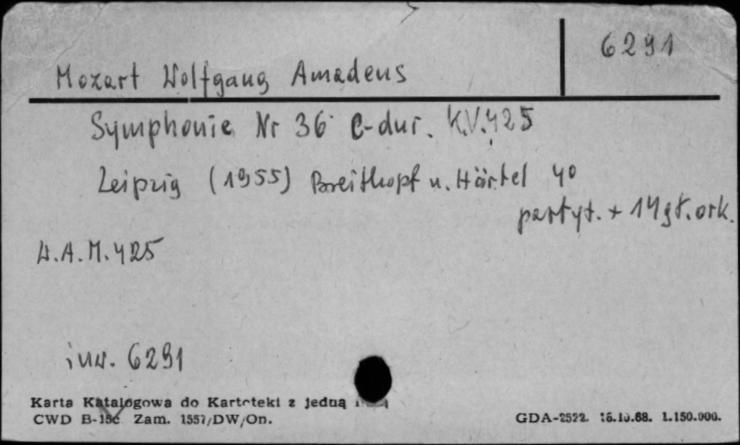 6291
Mozart Wolfgang Amadeus
Symphonie Nr 36 C-dur. K.V. 425
Leipzig (1955) Breitkopf u. Härtel 4°
partyt. + 14 gł. ork.
W.A.M. 425
inw. 6291
Karta Katalogowa do Kartoteki z jedną
CWD B-15c Zam. 1557/DW/On.
GDA-2522. 16.10.68. 1.150.000.